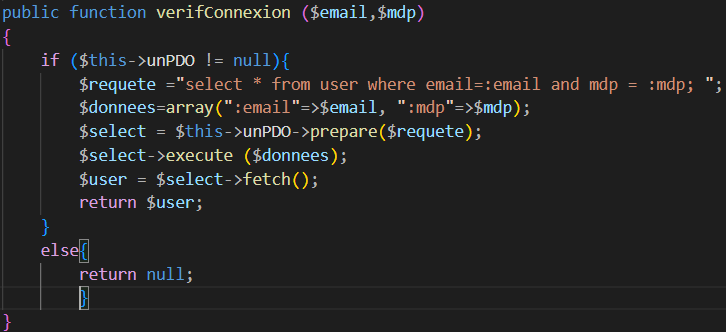 public function verifConnexion ($email,$mdp)
{
    if ($this->unPDO != null){
        $requete ="select * from user where email=:email and mdp = :mdp; ";
        $donnees=array(":email"=>$email, ":mdp"=>$mdp);
        $select = $this->unPDO->prepare($requete);
        $select->execute ($donnees);
        $user = $select->fetch();
        return $user;
    }
    else{
        return null;
        }
}